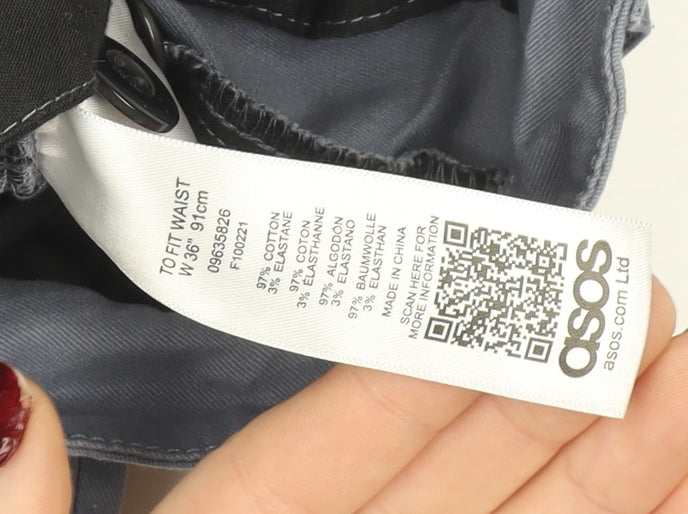 TO FIT WAIST
W 36" 91cm
09635826
F100221
97% COTTON
3% ELASTANE
97% COTON
3% ÉLASTHANNE
97% ALGODÓN
3% ELASTANO
97% BAUMWOLLE
3% ELASTHAN
MADE IN CHINA
SCAN HERE FOR
MORE INFORMATION
asos
asos.com Ltd